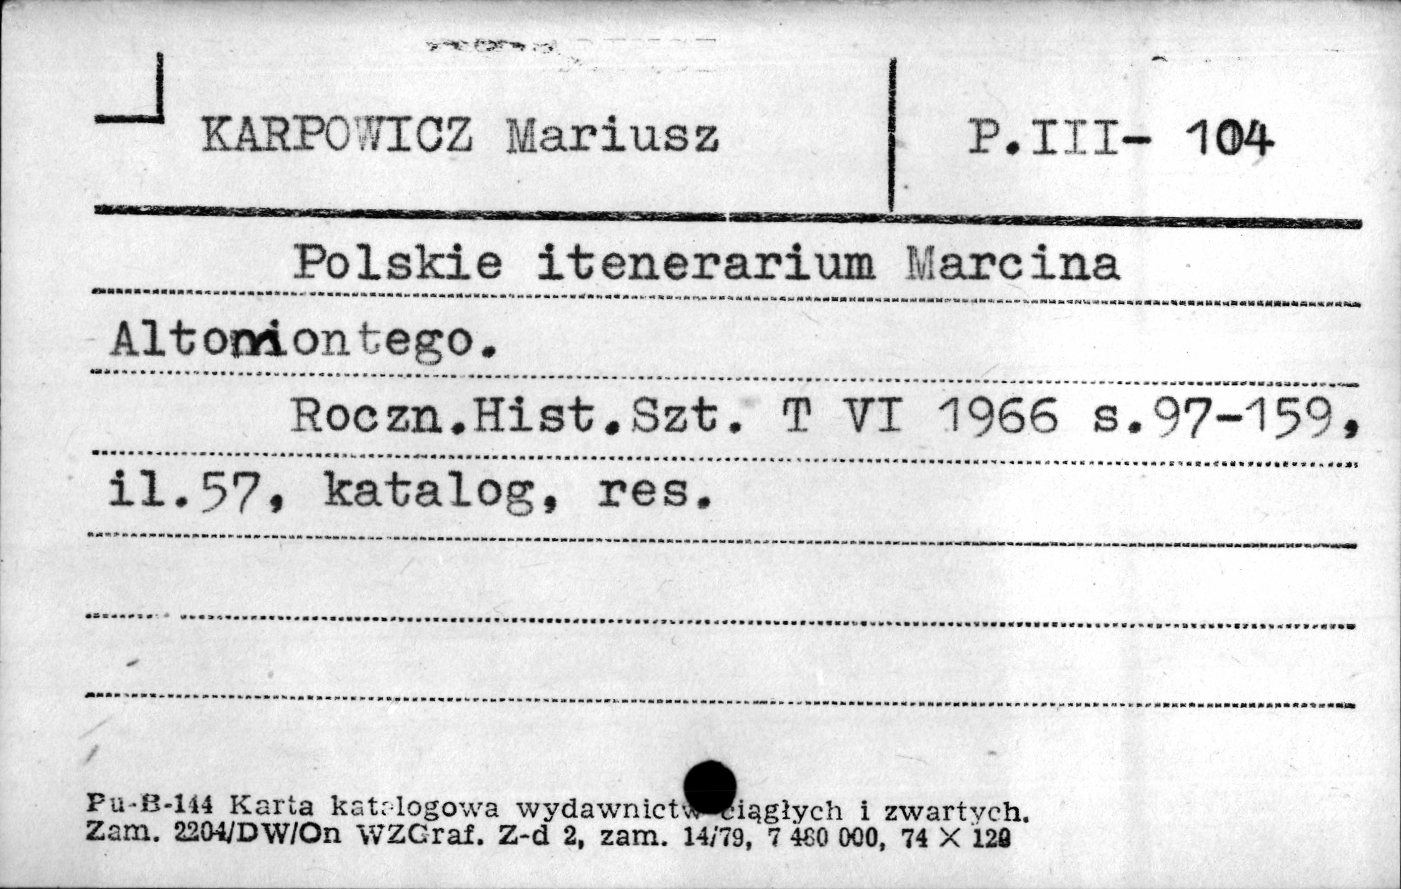 KARPOWICZ Mariusz P.III- 104
Polskie itenerarium Marcina
Altomontego.
Roczn.Hist.Szt. T VI 1966 s.97-159,
il.57, katalog, res.
Pu-B-144 Karta katalogowa wydawnictw ciągłych i zwartych.
Zam. 2204/DW/On WZGraf. Z-d 2, zam. 14/79, 7 480 000, 74 X 120